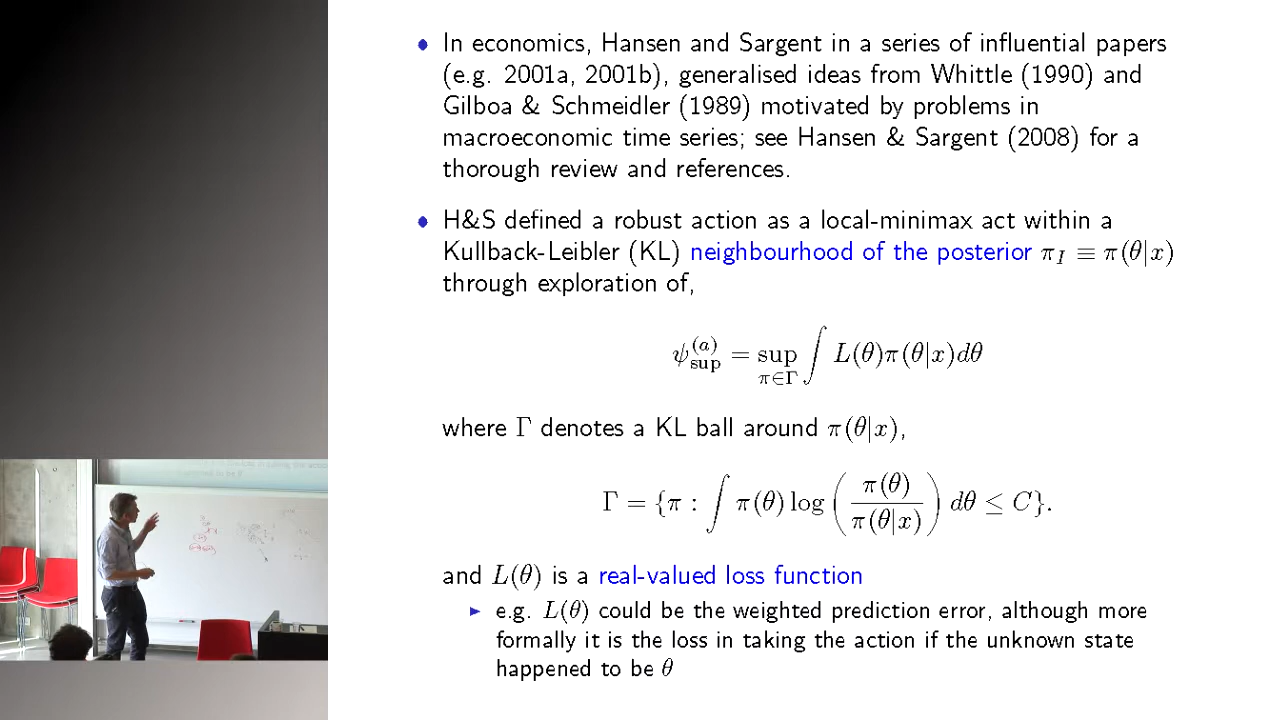 • In economics, Hansen and Sargent in a series of influential papers
(e.g. 2001a, 2001b), generalised ideas from Whittle (1990) and
Gilboa & Schmeidler (1989) motivated by problems in
macroeconomic time series; see Hansen & Sargent (2008) for a
thorough review and references.
• H&S defined a robust action as a local-minimax act within a
Kullback-Leibler (KL) neighbourhood of the posterior π_I ≡ π(θ|x)
through exploration of,
ψ_sup^(a) = sup_{π∈Γ} ∫ L(θ)π(θ|x)dθ
where Γ denotes a KL ball around π(θ|x),
Γ = {π : ∫ π(θ) log ( π(θ) / π(θ|x) ) dθ ≤ C}.
and L(θ) is a real-valued loss function
▶ e.g. L(θ) could be the weighted prediction error, although more
formally it is the loss in taking the action if the unknown state
happened to be θ